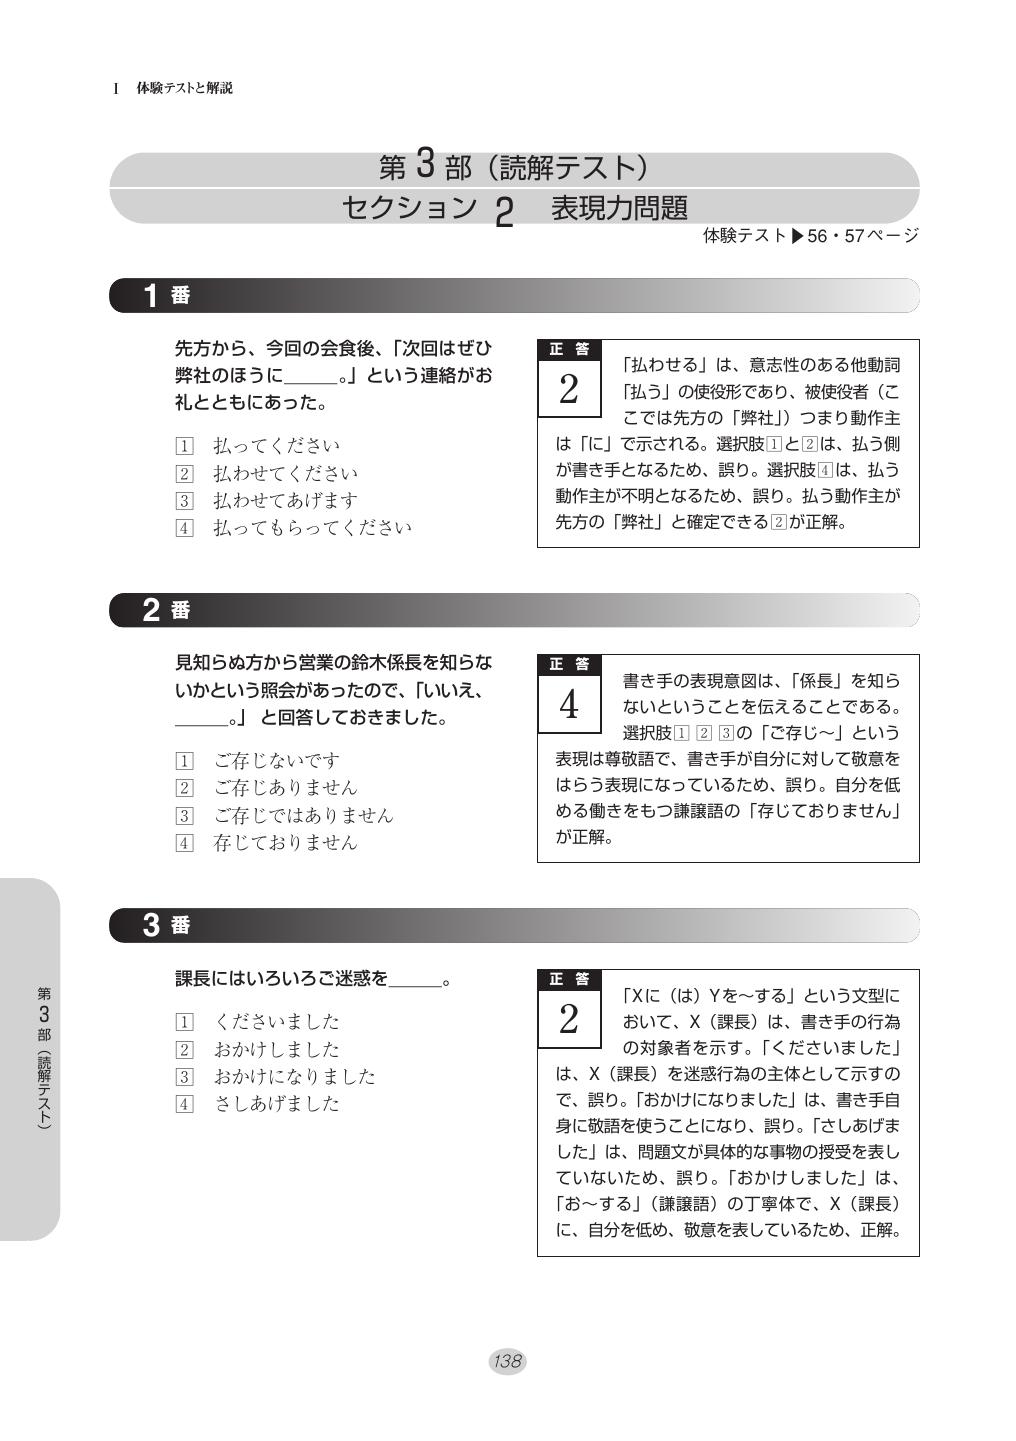 I 体験テストと解説
第3部（読解テスト）
セクション 2 表現力問題
体験テスト▶56・57ページ
1 番
先方から、今回の会食後、「次回はぜひ
弊社のほうに_____。」という連絡がお
礼とともにあった。
1 払ってください
2 払わせてください
3 払わせてあげます
4 払ってもらってください
正 答
2
「払わせる」は、意志性のある他動詞
「払う」の使役形であり、被使役者（こ
こでは先方の「弊社」）つまり動作主
は「に」で示される。選択肢1と2は、払う側
が書き手となるため、誤り。選択肢4は、払う
動作主が不明となるため、誤り。払う動作主が
先方の「弊社」と確定できる2が正解。
2 番
見知らぬ方から営業の鈴木係長を知らな
いかという照会があったので、「いいえ、
_____。」 と回答しておきました。
1 ご存じないです
2 ご存じありません
3 ご存じではありません
4 存じておりません
正 答
4
書き手の表現意図は、「係長」を知ら
ないということを伝えることである。
選択肢1 2 3の「ご存じ～」という
表現は尊敬語で、書き手が自分に対して敬意を
はらう表現になっているため、誤り。自分を低
める働きをもつ謙譲語の「存じておりません」
が正解。
3 番
課長にはいろいろご迷惑を_____。
1 くださいました
2 おかけしました
3 おかけになりました
4 さしあげました
正 答
2
「Xに（は）Yを～する」という文型に
おいて、X（課長）は、書き手の行為
の対象者を示す。「くださいました」
は、X（課長）を迷惑行為の主体として示すの
で、誤り。「おかけになりました」は、書き手自
身に敬語を使うことになり、誤り。「さしあげま
した」は、問題文が具体的な事物の授受を表し
ていないため、誤り。「おかけしました」は、
「お～する」（謙譲語）の丁寧体で、X（課長）
に、自分を低め、敬意を表しているため、正解。
第3部（読解テスト）
138